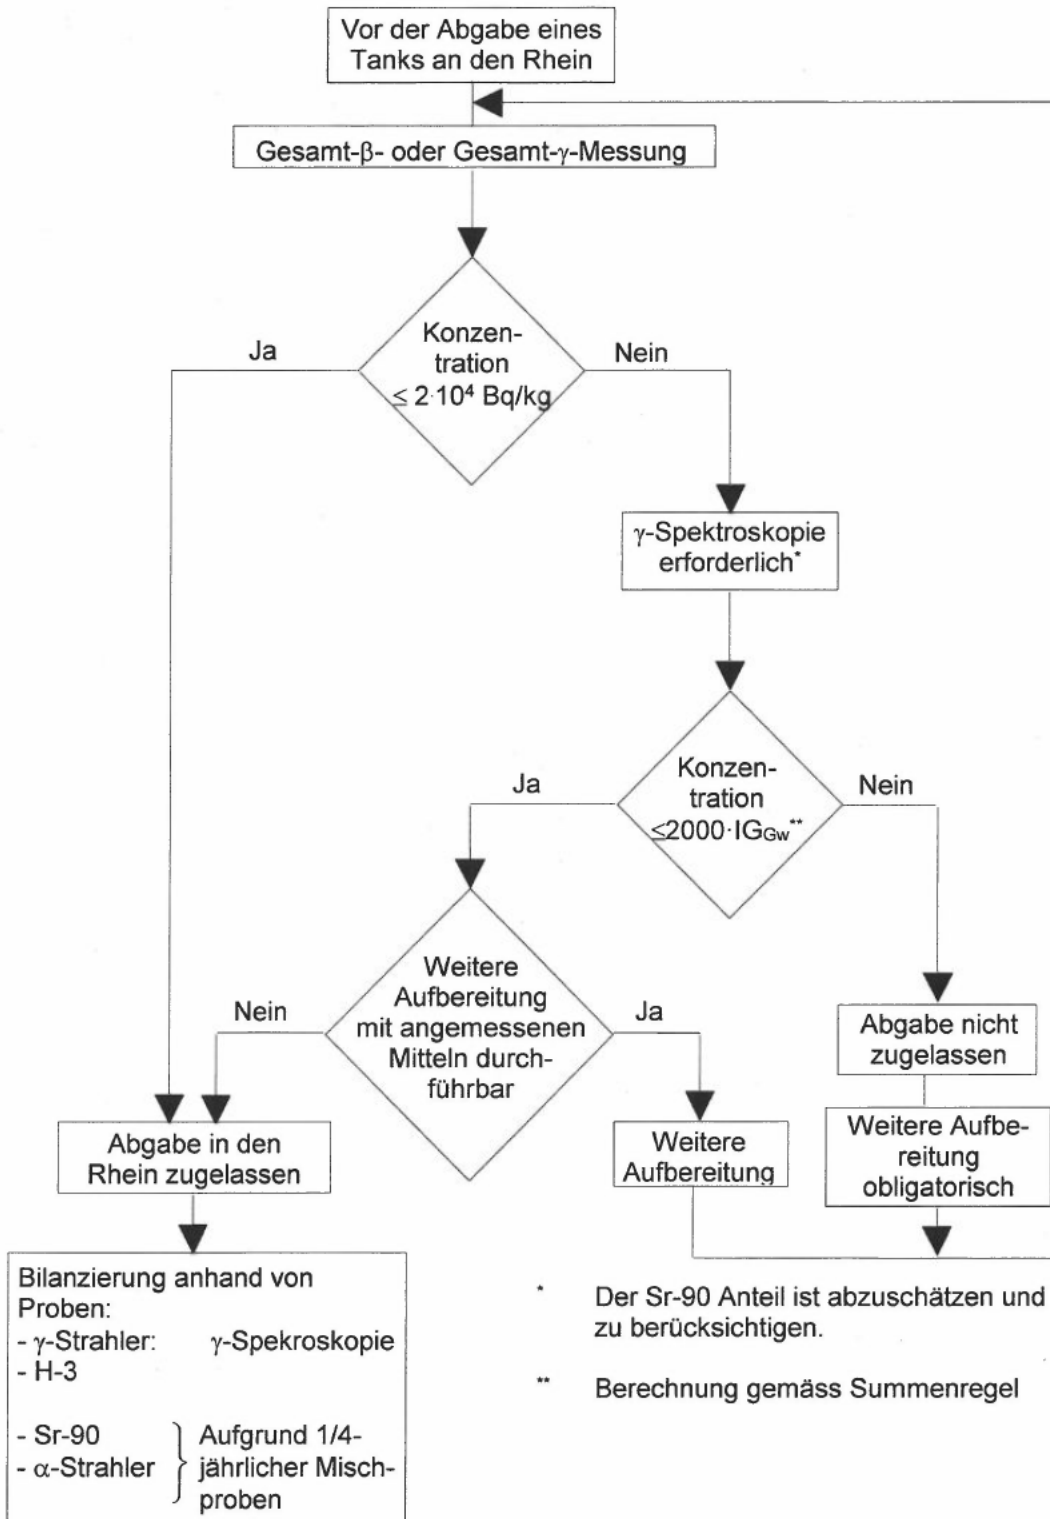 Vor der Abgabe eines
Tanks an den Rhein
Gesamt-β- oder Gesamt-γ-Messung
Konzen-
tration
≤ 2·10⁴ Bq/kg
Ja
Nein
γ-Spektroskopie
erforderlich*
Konzen-
tration
≤2000·IGGw**
Ja
Nein
Weitere
Aufbereitung
mit angemessenen
Mitteln durch-
führbar
Nein
Ja
Abgabe nicht
zugelassen
Weitere Aufbe-
reitung
obligatorisch
Weitere
Aufbereitung
Abgabe in den
Rhein zugelassen
Bilanzierung anhand von
Proben:
- γ-Strahler: γ-Spekroskopie
- H-3
- Sr-90
- α-Strahler
Aufgrund 1/4-
jährlicher Misch-
proben
* Der Sr-90 Anteil ist abzuschätzen und
zu berücksichtigen.
** Berechnung gemäss Summenregel